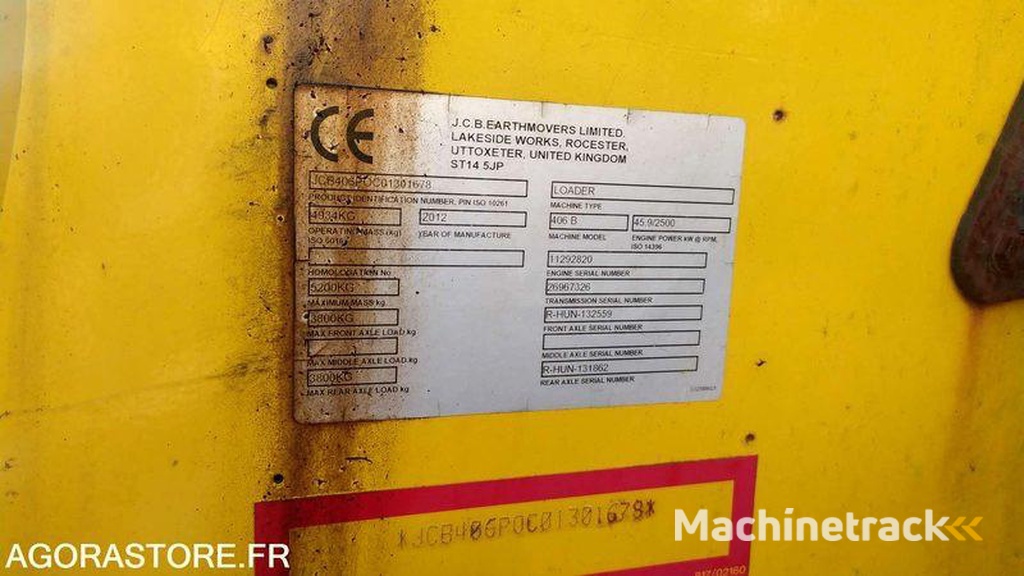 CE
J.C.B.EARTHMOVERS LIMITED,
LAKESIDE WORKS, ROCESTER,
UTTOXETER, UNITED KINGDOM
ST14 5JP
JCB406POC01301678
PRODUCT IDENTIFICATION NUMBER, PIN ISO 10261
4934KG 2012
OPERATING MASS (kg) YEAR OF MANUFACTURE
ISO 6016
HOMOLOGATION No
5200KG
MAXIMUM MASS kg
3800KG
MAX FRONT AXLE LOAD kg
MAX MIDDLE AXLE LOAD kg
3800KG
MAX REAR AXLE LOAD kg
LOADER
MACHINE TYPE
406 B 45.9/2500
MACHINE MODEL ENGINE POWER kW @ RPM,
ISO 14396
11292820
ENGINE SERIAL NUMBER
26967326
TRANSMISSION SERIAL NUMBER
R-HUN-132559
FRONT AXLE SERIAL NUMBER
MIDDLE AXLE SERIAL NUMBER
R-HUN-131862
REAR AXLE SERIAL NUMBER
*JCB406POC01301678*
817/02160
Machinetrack
AGORASTORE.FR